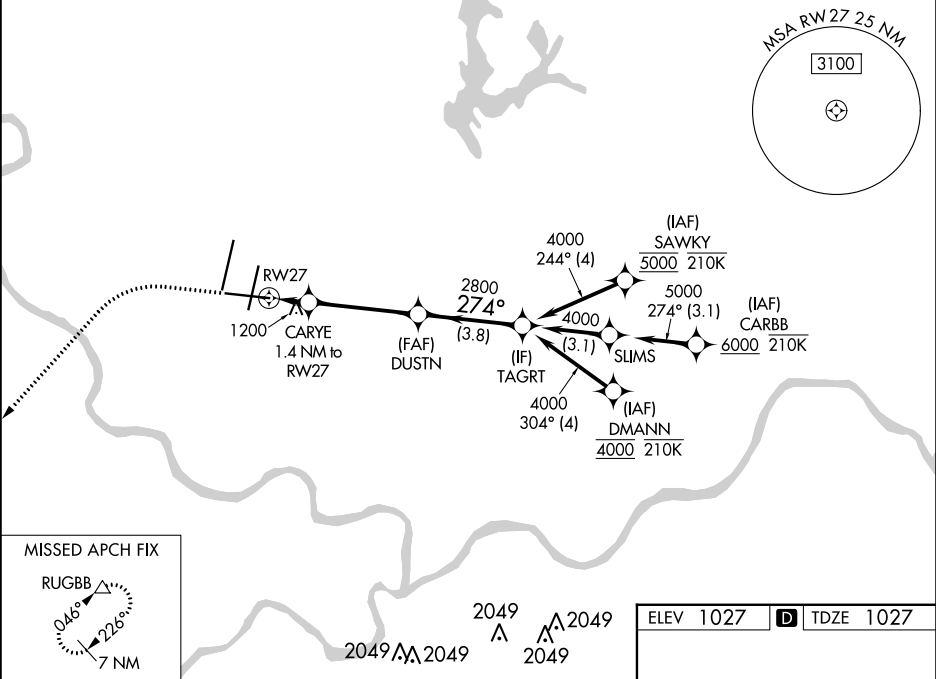 MSA RW27 25 NM
3100
(IAF)
SAWKY
5000 210K
4000
244° (4)
5000
274° (3.1)
(IAF)
CARBB
6000 210K
RW27
1200
CARYE
1.4 NM to
RW27
(FAF)
DUSTN
2800
274°
(3.8)
(IF)
TAGRT
4000
(3.1)
SLIMS
4000
304° (4)
(IAF)
DMANN
4000 210K
MISSED APCH FIX
RUGBB
046°
226°
7 NM
2049
2049
2049
2049
2049
ELEV 1027 D TDZE 1027